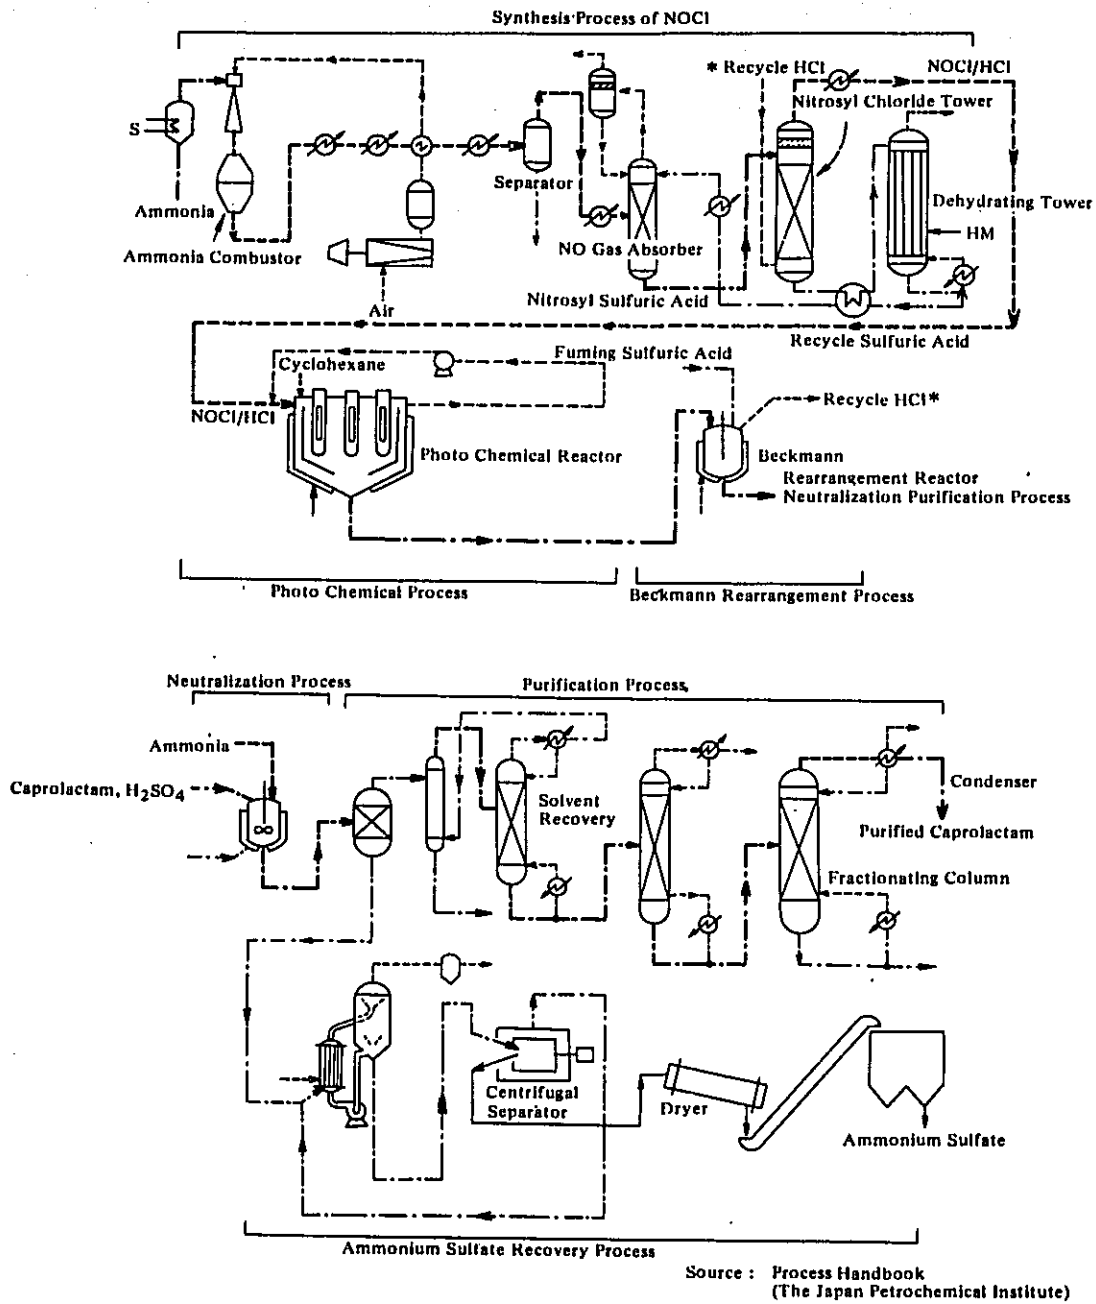 Synthesis Process of NOCl
* Recycle HCl
NOCl/HCl
Nitrosyl Chloride Tower
S
Separator
Ammonia
Dehydrating Tower
HM
Ammonia Combustor
NO Gas Absorber
Nitrosyl Sulfuric Acid
Air
Recycle Sulfuric Acid
Fuming Sulfuric Acid
Cyclohexane
NOCl/HCl
Recycle HCl*
Photo Chemical Reactor
Beckmann
Rearrangement Reactor
Neutralization Purification Process
Photo Chemical Process
Beckmann Rearrangement Process
Neutralization Process
Purification Process
Ammonia
Caprolactam, H₂SO₄
Solvent
Recovery
Condenser
Purified Caprolactam
Fractionating Column
Centrifugal
Separator
Dryer
Ammonium Sulfate
Ammonium Sulfate Recovery Process
Source : Process Handbook
(The Japan Petrochemical Institute)